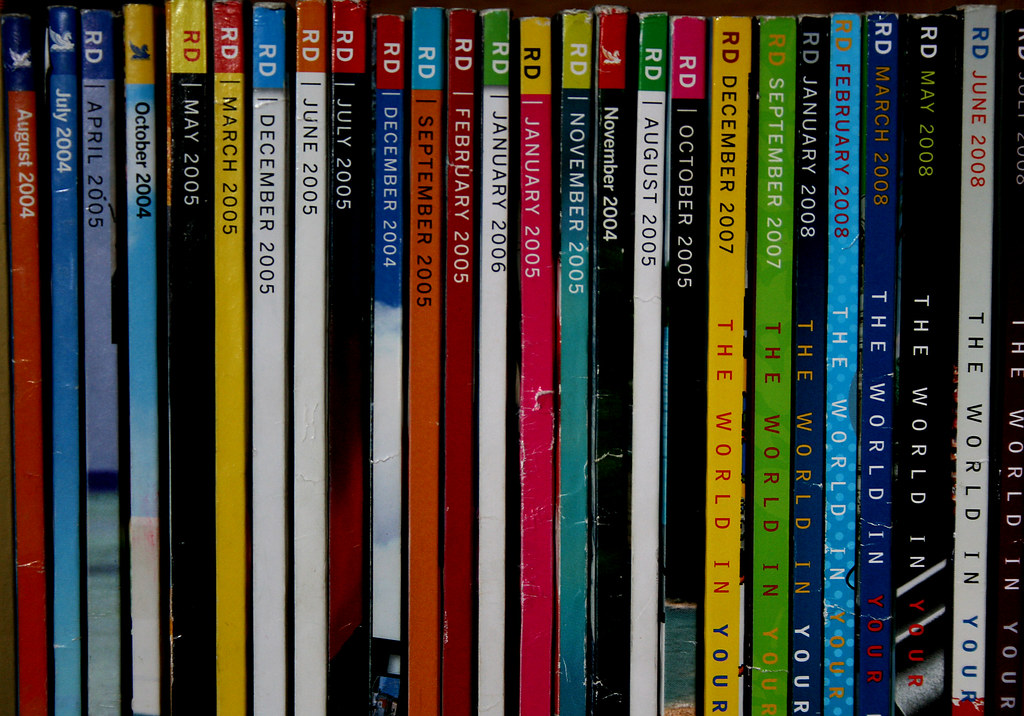 August 2004
July 2004
RD | APRIL 2005
October 2004
RD | MAY 2005
RD | MARCH 2005
RD | DECEMBER 2005
RD | JUNE 2005
RD | JULY 2005
RD | DECEMBER 2004
RD | SEPTEMBER 2005
RD | FEBRUARY 2005
RD | JANUARY 2006
RD | JANUARY 2005
RD | NOVEMBER 2005
November 2004
RD | AUGUST 2005
RD | OCTOBER 2005
RD DECEMBER 2007 THE WORLD IN YOUR
RD SEPTEMBER 2007 THE WORLD IN YOUR
RD JANUARY 2008 THE WORLD IN YOUR
RD FEBRUARY 2008 THE WORLD IN YOUR
RD MARCH 2008 THE WORLD IN YOUR
RD MAY 2008 THE WORLD IN YOUR
RD JUNE 2008 THE WORLD IN YOUR
RD JULY 2008 THE WORLD IN YOUR